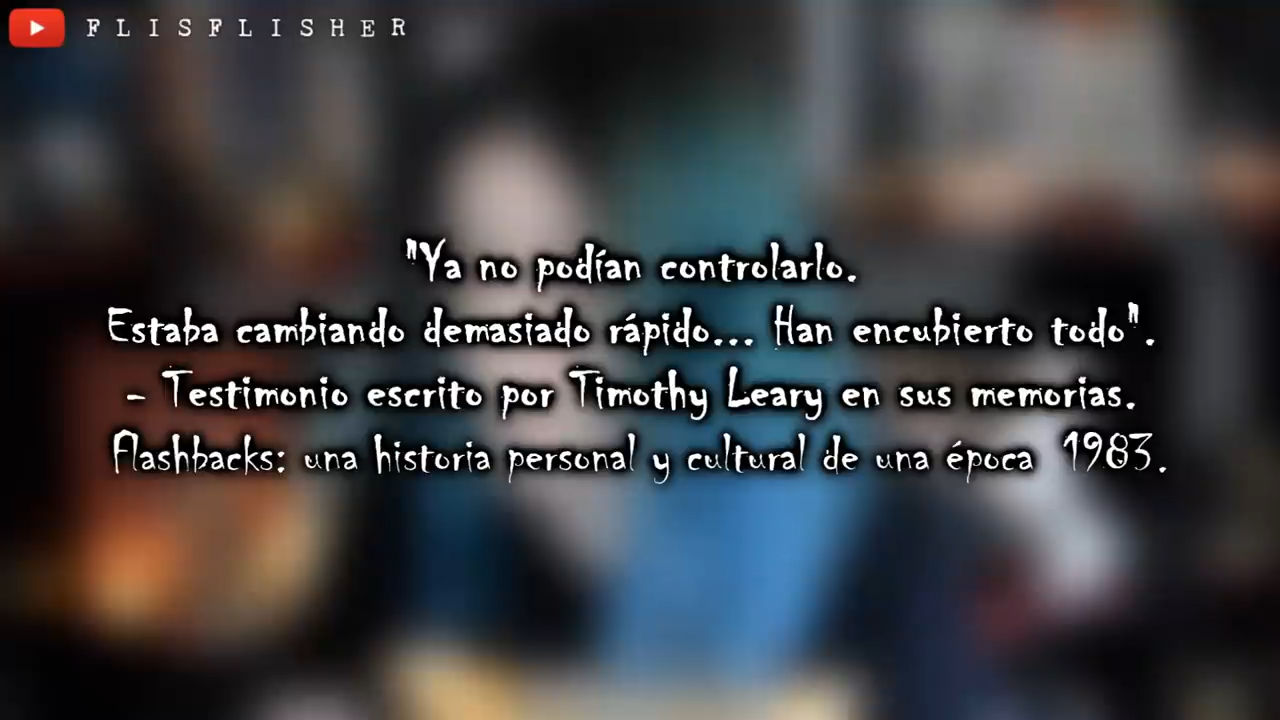 FLISFLISHER
"Ya no podían controlarlo.
Estaba cambiando demasiado rápido... Han encubierto todo".
- Testimonio escrito por Timothy Leary en sus memorias.
Flashbacks: una historia personal y cultural de una época 1983.